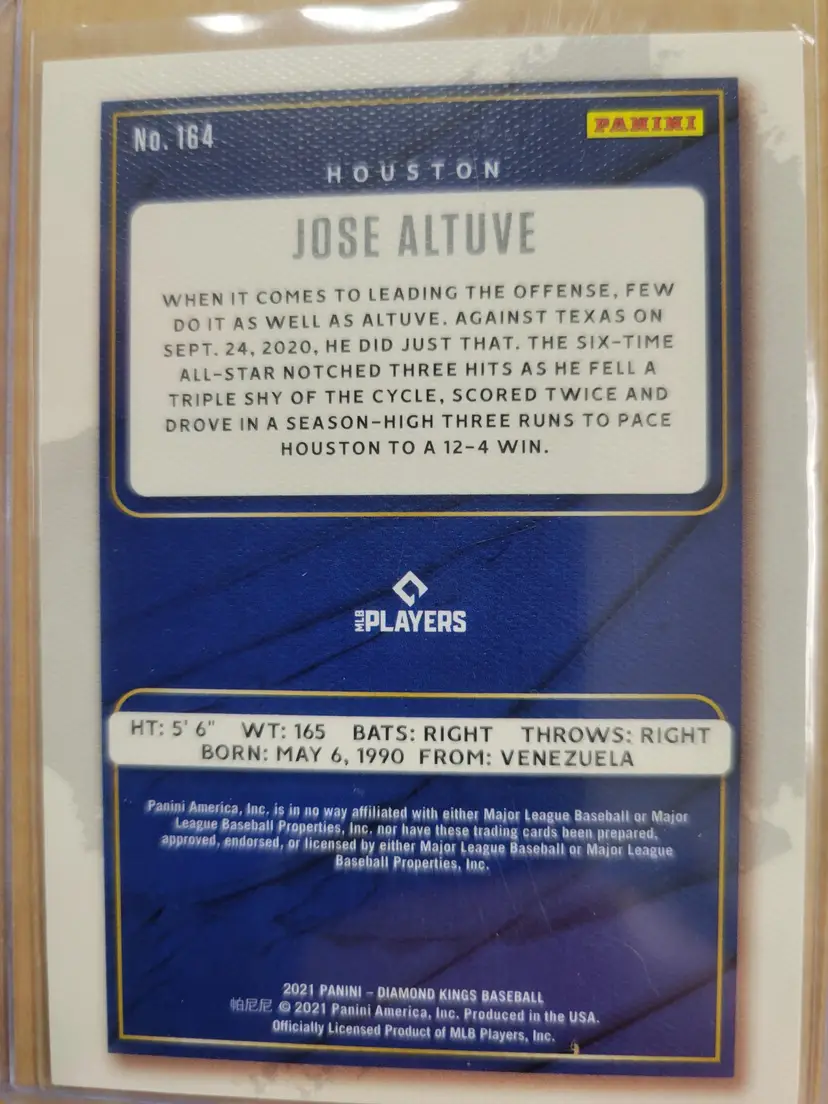 No. 164
PANINI
HOUSTON
JOSE ALTUVE
WHEN IT COMES TO LEADING THE OFFENSE, FEW
DO IT AS WELL AS ALTUVE. AGAINST TEXAS ON
SEPT. 24, 2020, HE DID JUST THAT. THE SIX-TIME
ALL-STAR NOTCHED THREE HITS AS HE FELL A
TRIPLE SHY OF THE CYCLE, SCORED TWICE AND
DROVE IN A SEASON-HIGH THREE RUNS TO PACE
HOUSTON TO A 12-4 WIN.
MLB PLAYERS
HT: 5' 6" WT: 165 BATS: RIGHT THROWS: RIGHT
BORN: MAY 6, 1990 FROM: VENEZUELA
Panini America, Inc. is in no way affiliated with either Major League Baseball or Major
League Baseball Properties, Inc. nor have these trading cards been prepared,
approved, endorsed, or licensed by either Major League Baseball or Major League
Baseball Properties, Inc.
2021 PANINI – DIAMOND KINGS BASEBALL
帕尼尼 © 2021 Panini America, Inc. Produced in the USA.
Officially Licensed Product of MLB Players, Inc.